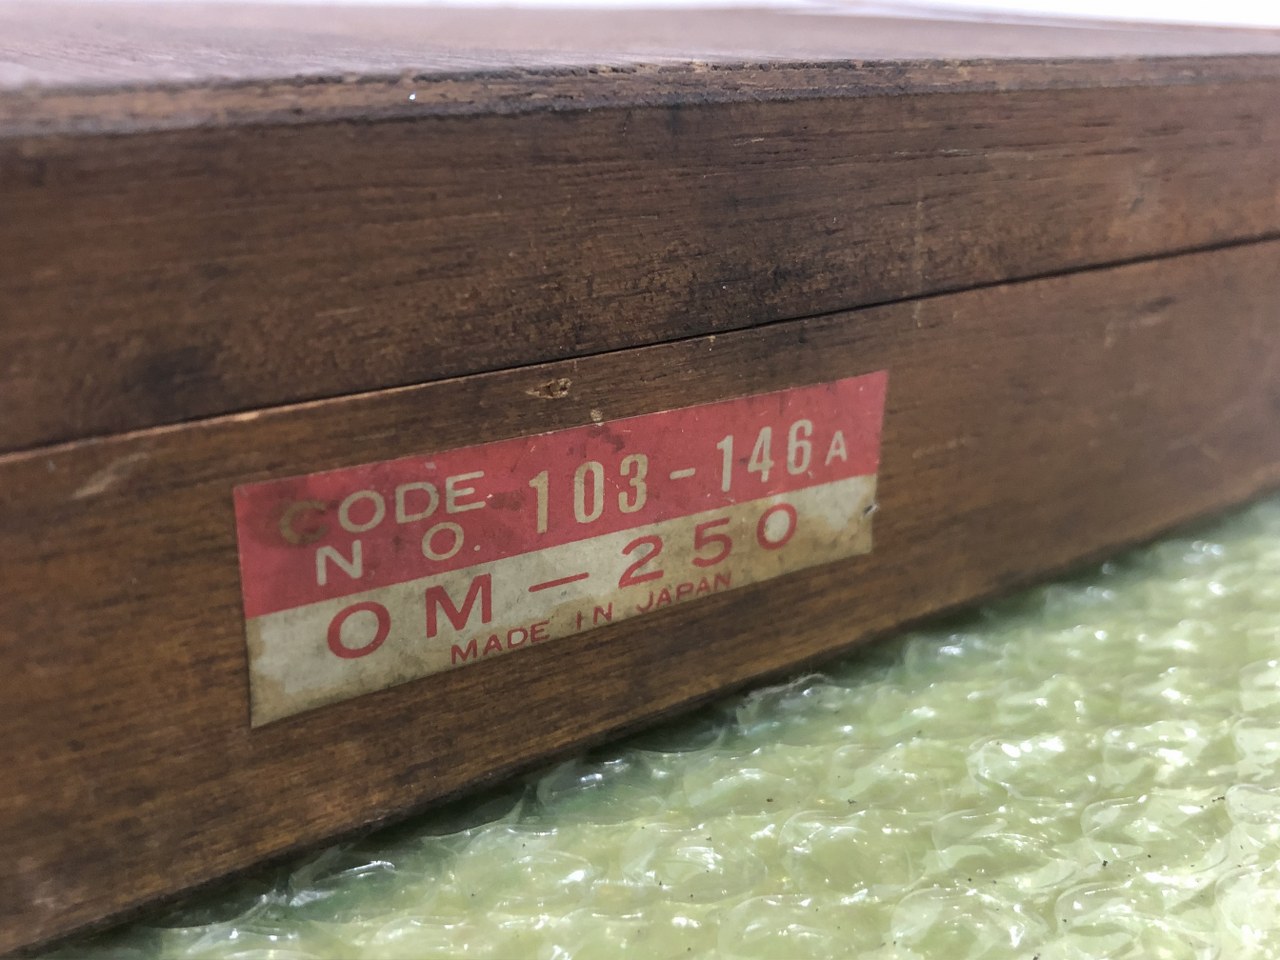 CODE NO. 103-146A
OM-250
MADE IN JAPAN